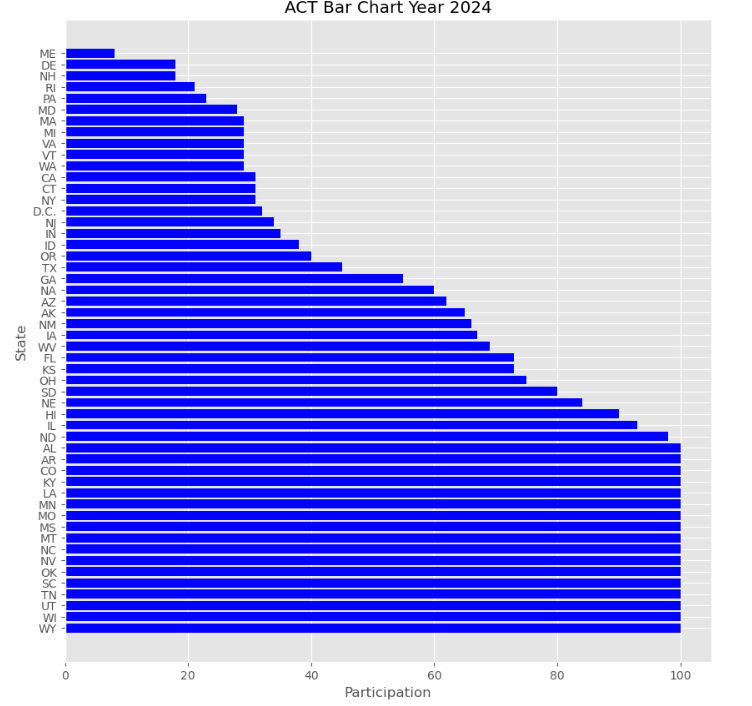 ACT Bar Chart Year 2024
ME
DE
NH
RI
PA
MD
MA
MI
VA
VT
WA
CA
CT
NY
D.C.
NJ
IN
ID
OR
TX
GA
NA
AZ
AK
NM
IA
WV
FL
KS
OH
SD
NE
HI
IL
ND
AL
AR
CO
KY
LA
MN
MO
MS
MT
NC
NV
OK
SC
TN
UT
WI
WY
State
0 20 40 60 80 100
Participation